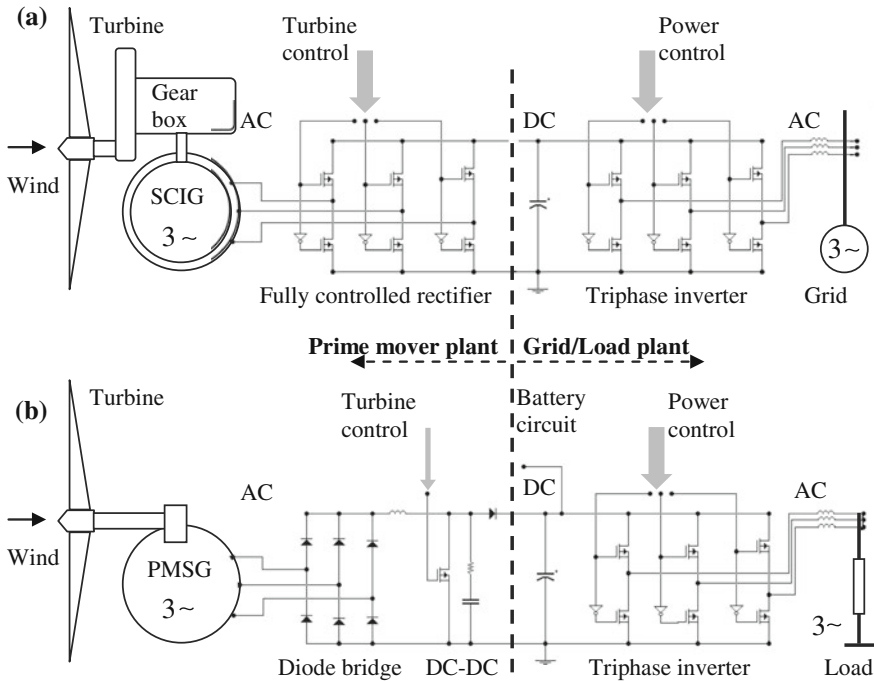 (a)
Turbine
Turbine
control
Power
control
Gear
box
AC
DC
AC
Wind
SCIG
3 ~
3 ~
Fully controlled rectifier
Triphase inverter
Grid
Prime mover plant
Grid/Load plant
(b)
Turbine
Turbine
control
Battery
circuit
Power
control
AC
DC
AC
Wind
PMSG
3 ~
3 ~
Diode bridge
DC-DC
Triphase inverter
Load